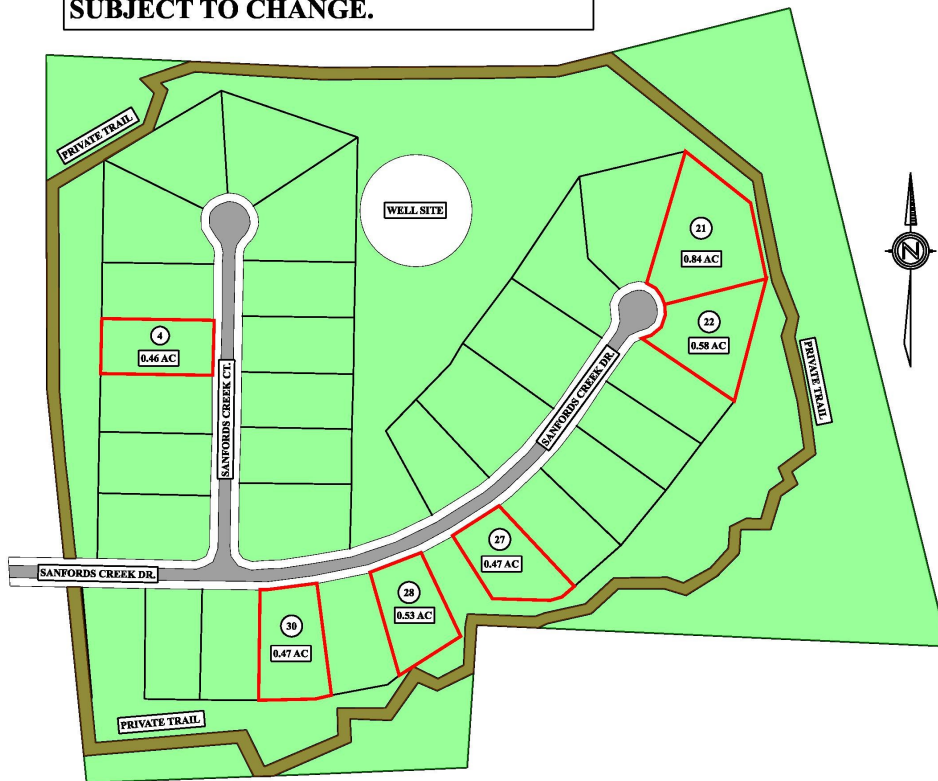 SUBJECT TO CHANGE.
PRIVATE TRAIL
WELL SITE
21
0.84 AC
N
4
0.46 AC
22
0.58 AC
SANFORDS CREEK CT.
SANFORDS CREEK DR.
PRIVATE TRAIL
27
0.47 AC
SANFORDS CREEK DR.
28
0.53 AC
30
0.47 AC
PRIVATE TRAIL